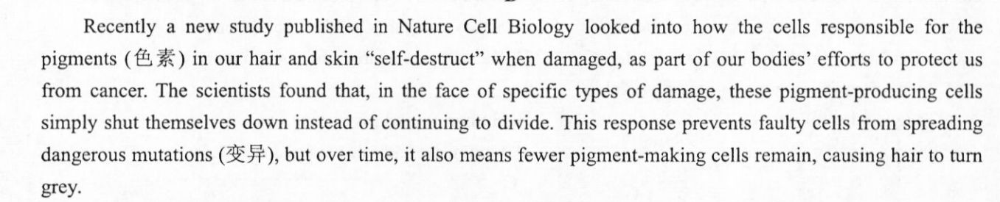 Recently a new study published in Nature Cell Biology looked into how the cells responsible for the
pigments (色素) in our hair and skin “self-destruct” when damaged, as part of our bodies’ efforts to protect us
from cancer. The scientists found that, in the face of specific types of damage, these pigment-producing cells
simply shut themselves down instead of continuing to divide. This response prevents faulty cells from spreading
dangerous mutations (变异), but over time, it also means fewer pigment-making cells remain, causing hair to turn
grey.